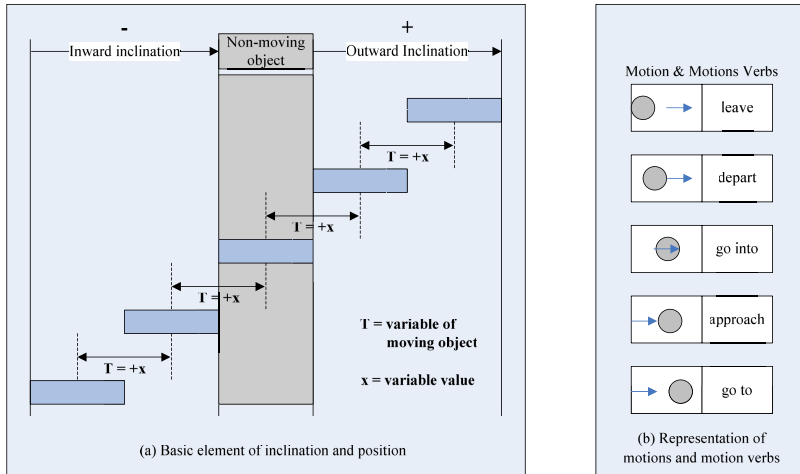 -
+
Inward inclination
Non-moving
object
Outward Inclination
T = +x
T = +x
T = +x
T = +x
T = variable of
moving object
x = variable value
(a) Basic element of inclination and position
Motion & Motions Verbs
leave
depart
go into
approach
go to
(b) Representation of
motions and motion verbs